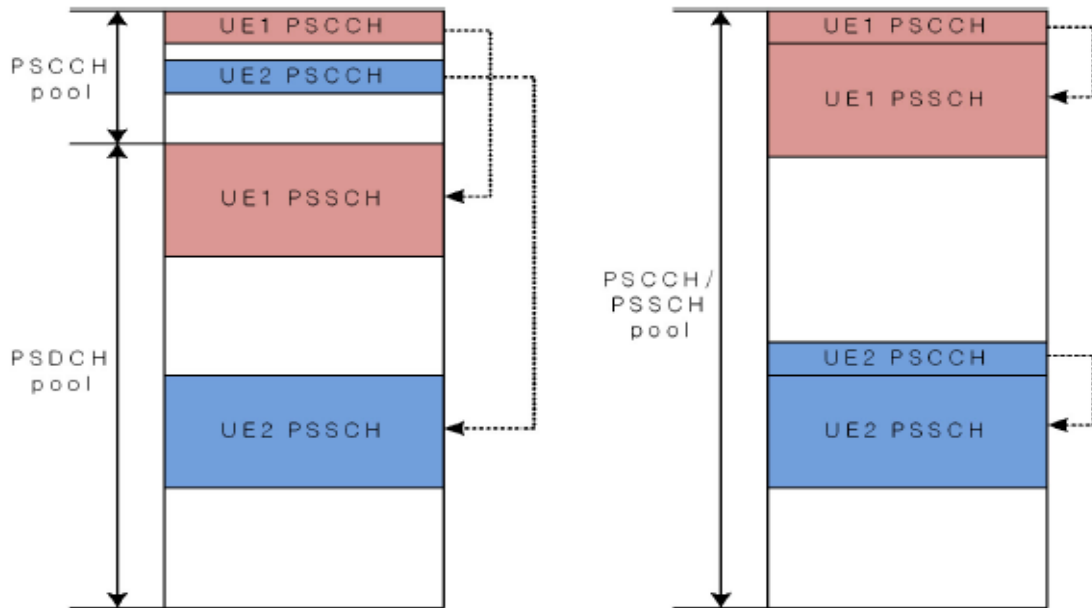 UE1 PSCCH
PSCCH
pool
UE2 PSCCH
UE1 PSSCH
PSDCH
pool
UE2 PSSCH
UE1 PSCCH
UE1 PSSCH
PSCCH/
PSSCH
pool
UE2 PSCCH
UE2 PSSCH